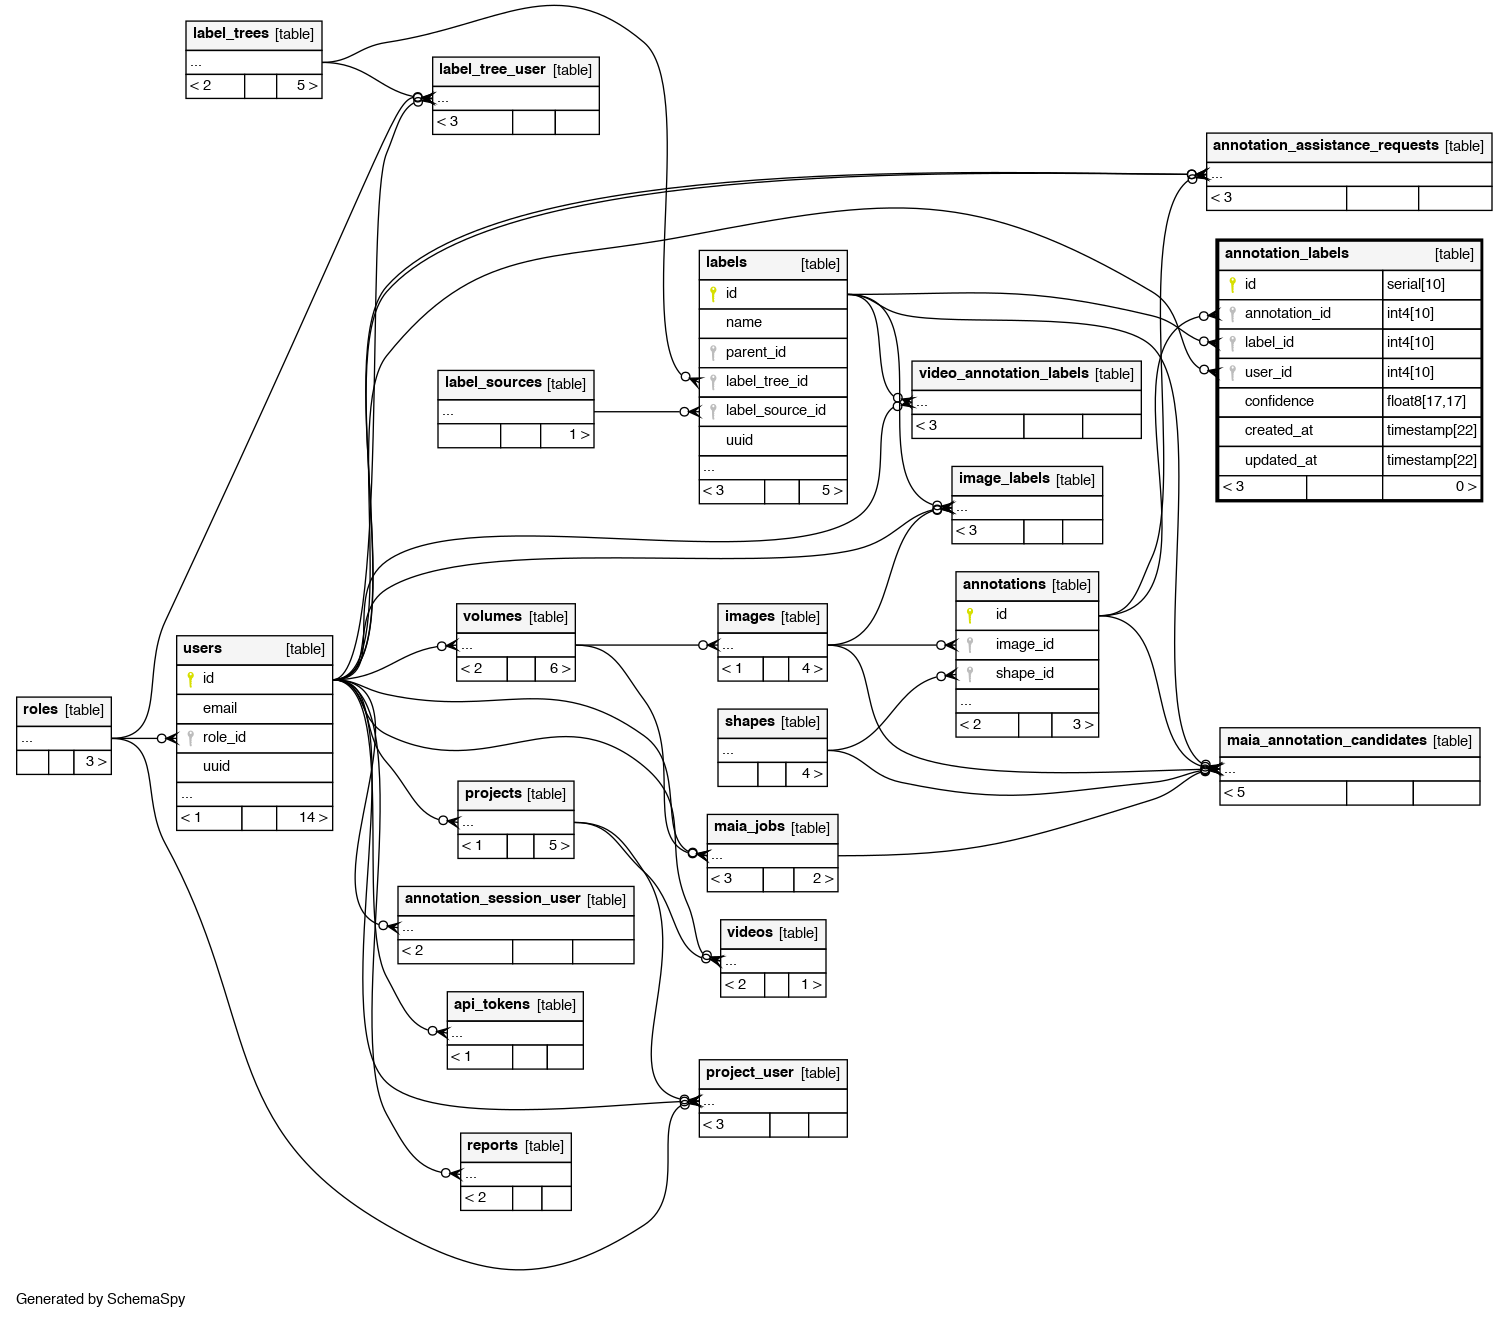 label_trees [table]
...
< 2 5 >
label_tree_user [table]
...
< 3
annotation_assistance_requests [table]
...
< 3
annotation_labels [table]
id serial[10]
annotation_id int4[10]
label_id int4[10]
user_id int4[10]
confidence float8[17,17]
created_at timestamp[22]
updated_at timestamp[22]
< 3 0 >
labels [table]
id
name
parent_id
label_tree_id
label_source_id
uuid
...
< 3 5 >
label_sources [table]
...
1 >
video_annotation_labels [table]
...
< 3
image_labels [table]
...
< 3
annotations [table]
id
image_id
shape_id
...
< 2 3 >
volumes [table]
...
< 2 6 >
images [table]
...
< 1 4 >
users [table]
id
email
role_id
uuid
...
< 1 14 >
roles [table]
...
3 >
shapes [table]
...
4 >
maia_annotation_candidates [table]
...
< 5
projects [table]
...
< 1 5 >
maia_jobs [table]
...
< 3 2 >
annotation_session_user [table]
...
< 2
videos [table]
...
< 2 1 >
api_tokens [table]
...
< 1
project_user [table]
...
< 3
reports [table]
...
< 2
Generated by SchemaSpy